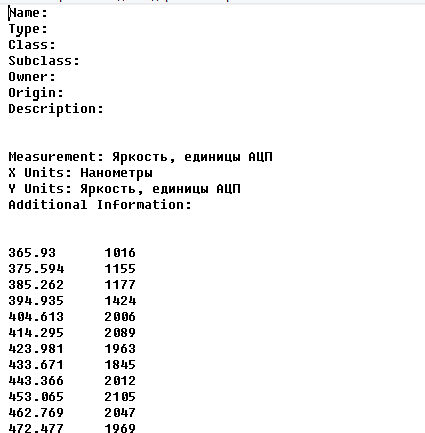 Name:
Type:
Class:
Subclass:
Owner:
Origin:
Description:
Measurement: Яркость, единицы АЦП
X Units: Нанометры
Y Units: Яркость, единицы АЦП
Additional Information:
365.93 1016
375.594 1155
385.262 1177
394.935 1424
404.613 2006
414.295 2089
423.981 1963
433.671 1845
443.366 2012
453.065 2105
462.769 2047
472.477 1969